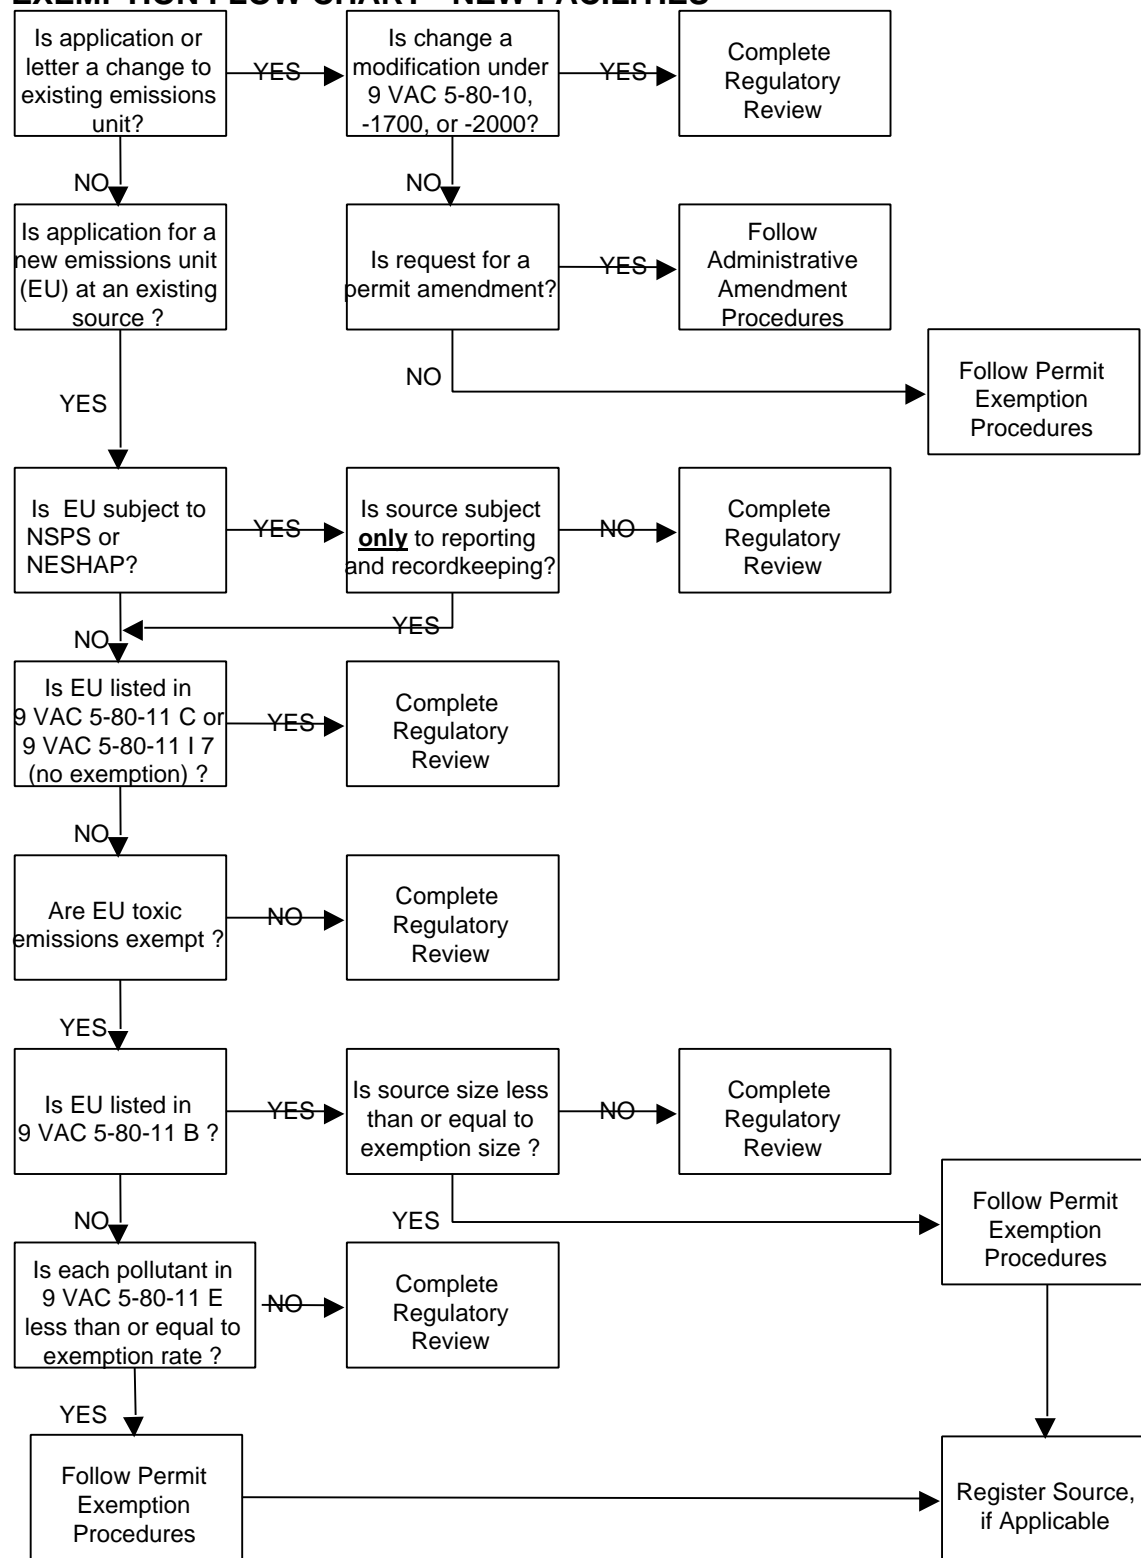 EXEMPTION FLOW CHART - NEW FACILITIES
Is application or
letter a change to
existing emissions
unit?
YES
Is change a
modification under
9 VAC 5-80-10,
-1700, or -2000?
YES
Complete
Regulatory
Review
NO
NO
Is application for a
new emissions unit
(EU) at an existing
source ?
Is request for a
permit amendment?
YES
Follow
Administrative
Amendment
Procedures
YES
NO
Follow Permit
Exemption
Procedures
Is EU subject to
NSPS or
NESHAP?
YES
Is source subject
only to reporting
and recordkeeping?
NO
Complete
Regulatory
Review
NO
YES
Is EU listed in
9 VAC 5-80-11 C or
9 VAC 5-80-11 I 7
(no exemption) ?
YES
Complete
Regulatory
Review
NO
Are EU toxic
emissions exempt ?
NO
Complete
Regulatory
Review
YES
Is EU listed in
9 VAC 5-80-11 B ?
YES
Is source size less
than or equal to
exemption size ?
NO
Complete
Regulatory
Review
NO
YES
Follow Permit
Exemption
Procedures
Is each pollutant in
9 VAC 5-80-11 E
less than or equal to
exemption rate ?
NO
Complete
Regulatory
Review
YES
Follow Permit
Exemption
Procedures
Register Source,
if Applicable